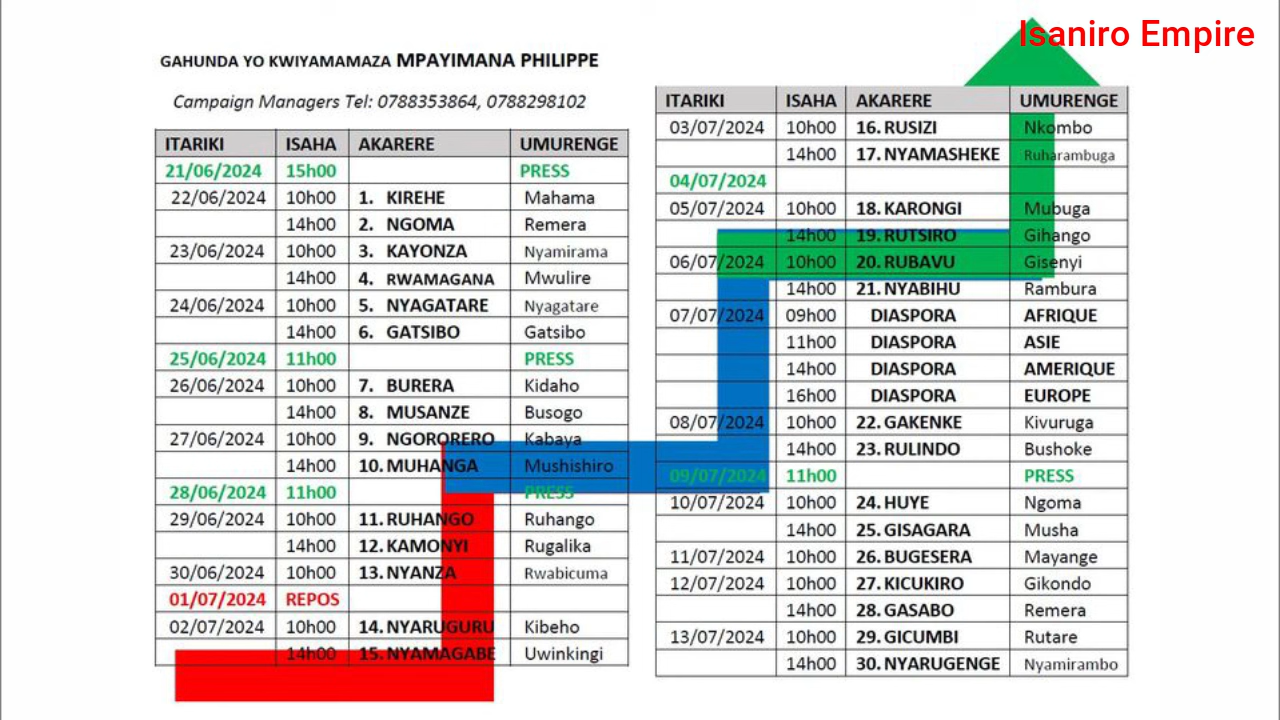 Isaniro Empire
GAHUNDA YO KWIYAMAMAZA MPAYIMANA PHILIPPE
Campaign Managers Tel: 0788353864, 0788298102
ITARIKI ISAHA AKARERE UMURENGE
21/06/2024 15h00 PRESS
22/06/2024 10h00 1. KIREHE Mahama
14h00 2. NGOMA Remera
23/06/2024 10h00 3. KAYONZA Nyamirama
14h00 4. RWAMAGANA Mwulire
24/06/2024 10h00 5. NYAGATARE Nyagatare
14h00 6. GATSIBO Gatsibo
25/06/2024 11h00 PRESS
26/06/2024 10h00 7. BURERA Kidaho
14h00 8. MUSANZE Busogo
27/06/2024 10h00 9. NGORORERO Kabaya
14h00 10. MUHANGA Mushishiro
28/06/2024 11h00 PRESS
29/06/2024 10h00 11. RUHANGO Ruhango
14h00 12. KAMONYI Rugalika
30/06/2024 10h00 13. NYANZA Rwabicuma
01/07/2024 REPOS
02/07/2024 10h00 14. NYARUGURU Kibeho
14h00 15. NYAMAGABE Uwinkingi
ITARIKI ISAHA AKARERE UMURENGE
03/07/2024 10h00 16. RUSIZI Nkombo
14h00 17. NYAMASHEKE Ruharambuga
04/07/2024
05/07/2024 10h00 18. KARONGI Mubuga
14h00 19. RUTSIRO Gihango
06/07/2024 10h00 20. RUBAVU Gisenyi
14h00 21. NYABIHU Rambura
07/07/2024 09h00 DIASPORA AFRIQUE
11h00 DIASPORA ASIE
14h00 DIASPORA AMERIQUE
16h00 DIASPORA EUROPE
08/07/2024 10h00 22. GAKENKE Kivuruga
14h00 23. RULINDO Bushoke
09/07/2024 11h00 PRESS
10/07/2024 10h00 24. HUYE Ngoma
14h00 25. GISAGARA Musha
11/07/2024 10h00 26. BUGESERA Mayange
12/07/2024 10h00 27. KICUKIRO Gikondo
14h00 28. GASABO Remera
13/07/2024 10h00 29. GICUMBI Rutare
14h00 30. NYARUGENGE Nyamirambo